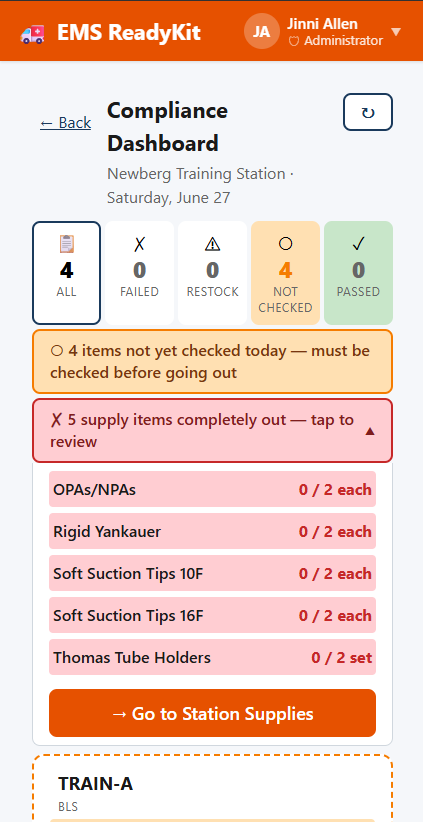 EMS ReadyKit
JA
Jinni Allen
Administrator
▼
← Back
Compliance
Dashboard
↻
Newberg Training Station ·
Saturday, June 27
4
ALL
✗
0
FAILED
⚠
0
RESTOCK
○
4
NOT
CHECKED
✓
0
PASSED
○ 4 items not yet checked today — must be
checked before going out
✗ 5 supply items completely out — tap to
review
▲
OPAs/NPAs 0 / 2 each
Rigid Yankauer 0 / 2 each
Soft Suction Tips 10F 0 / 2 each
Soft Suction Tips 16F 0 / 2 each
Thomas Tube Holders 0 / 2 set
→ Go to Station Supplies
TRAIN-A
BLS